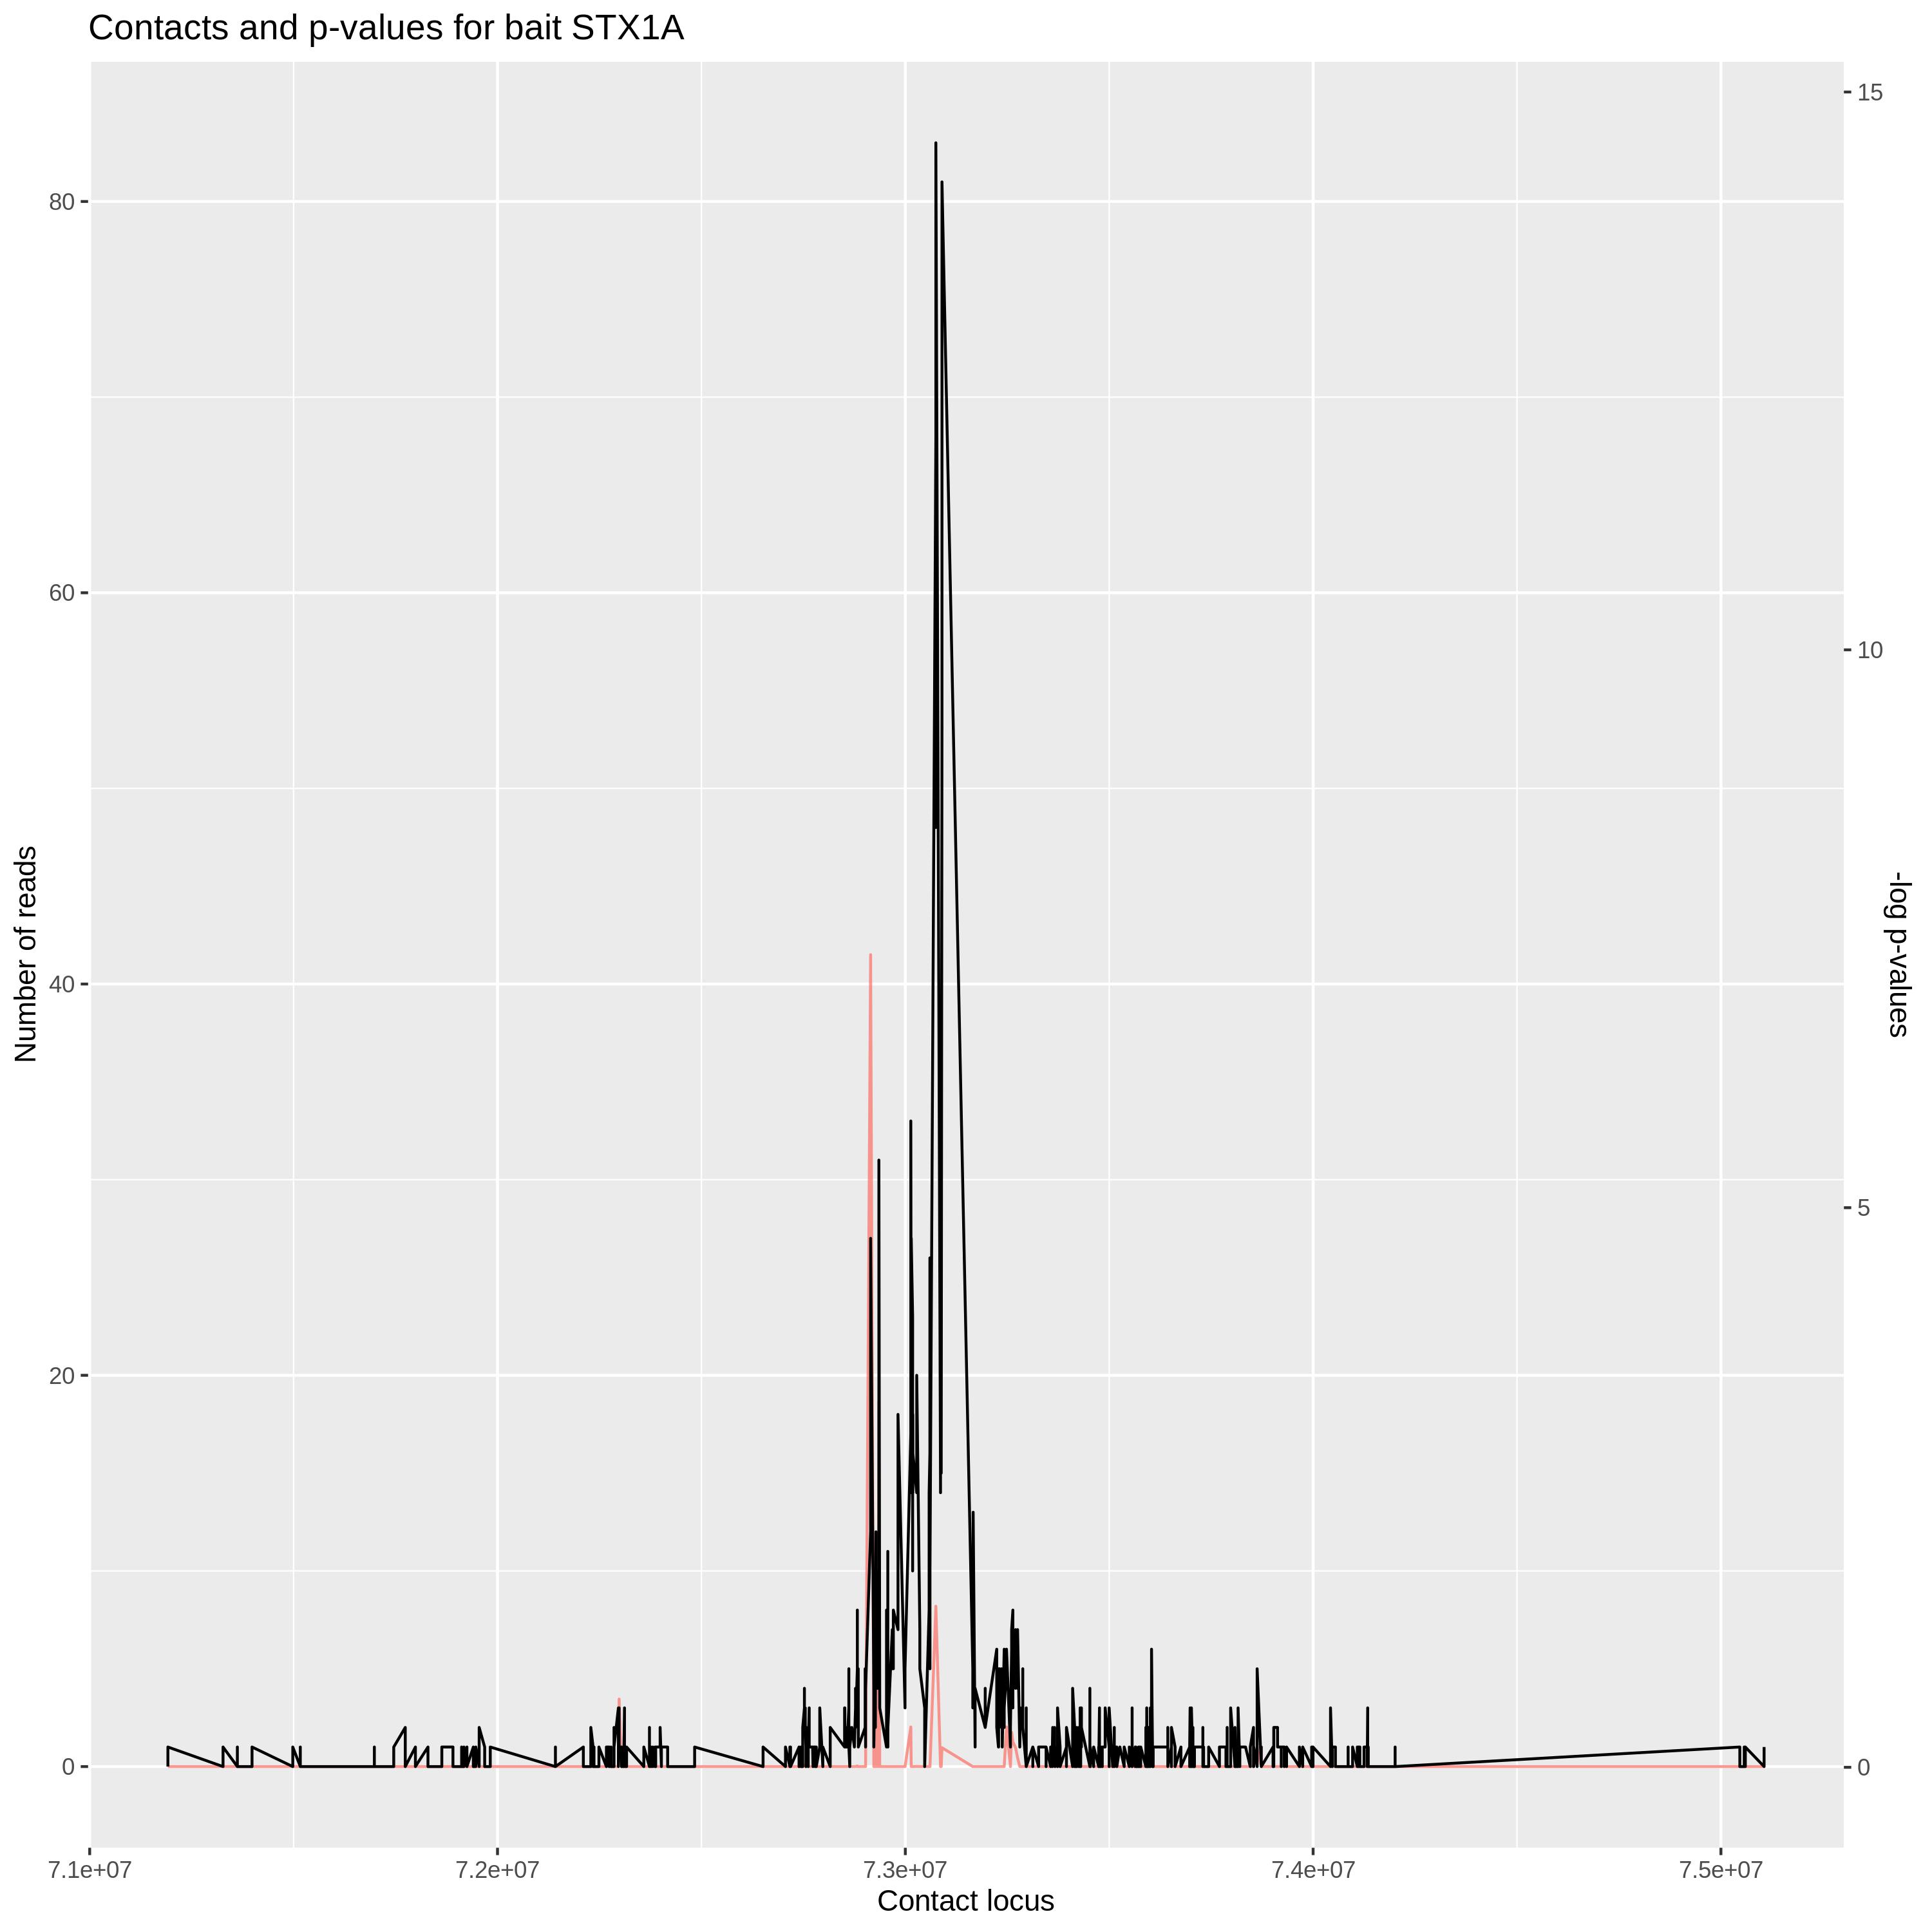 Contacts and p-values for bait STX1A
Number of reads
80
60
40
20
0
15
10
5
0
-log p-values
7.1e+07
7.2e+07
7.3e+07
7.4e+07
7.5e+07
Contact locus